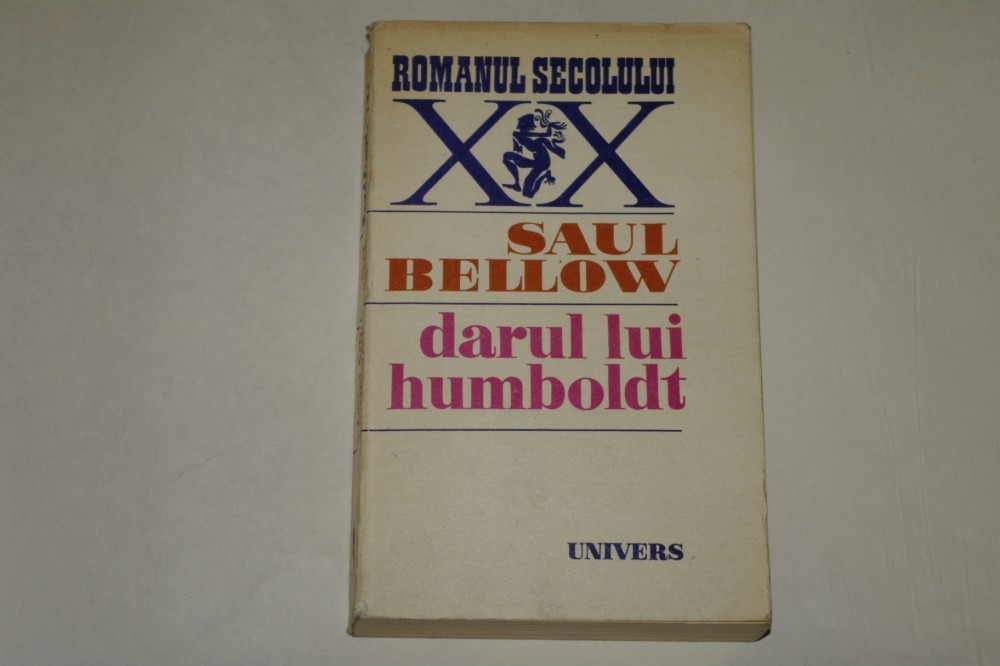 ROMANUL SECOLULUI
XX
SAUL
BELLOW
darul lui
humboldt
UNIVERS